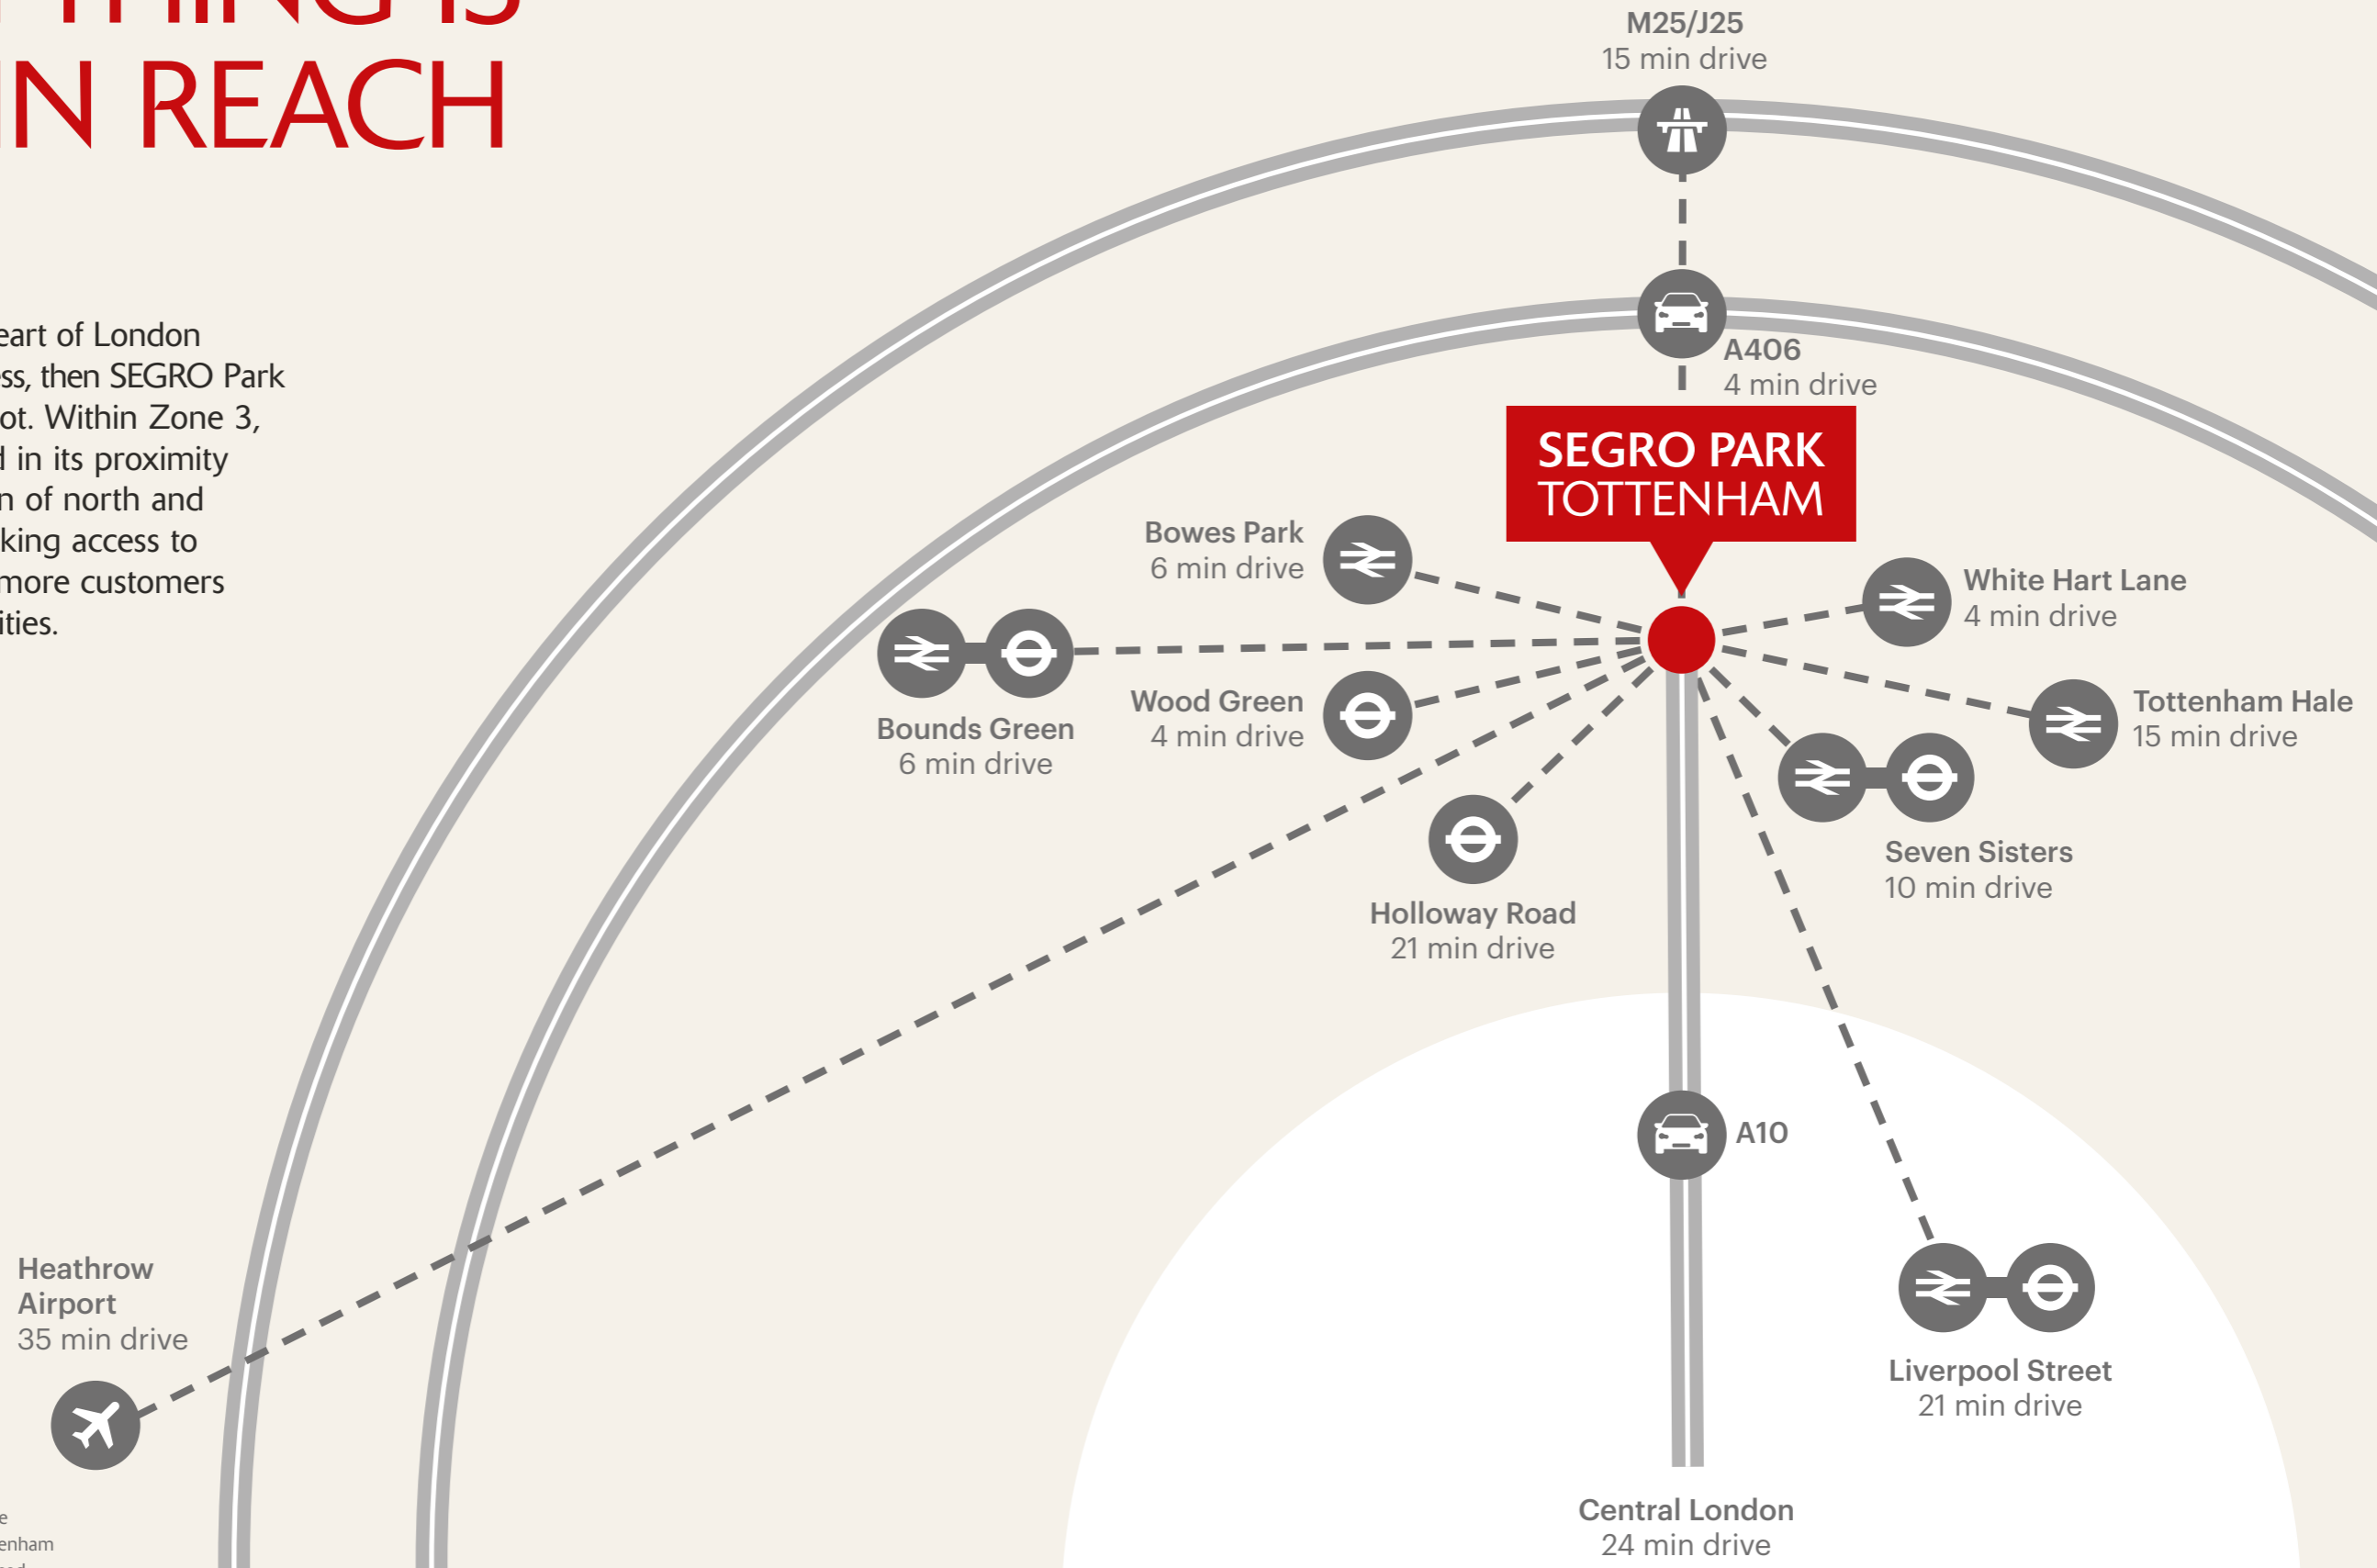 IN REACH
eart of London
ess, then SEGRO Park
ot. Within Zone 3,
d in its proximity
n of north and
king access to
more customers
ities.
M25/J25
15 min drive
A406
4 min drive
SEGRO PARK
TOTTENHAM
Bowes Park
6 min drive
White Hart Lane
4 min drive
Bounds Green
6 min drive
Wood Green
4 min drive
Tottenham Hale
15 min drive
Seven Sisters
10 min drive
Holloway Road
21 min drive
A10
Heathrow
Airport
35 min drive
Liverpool Street
21 min drive
Central London
24 min drive
e
enham